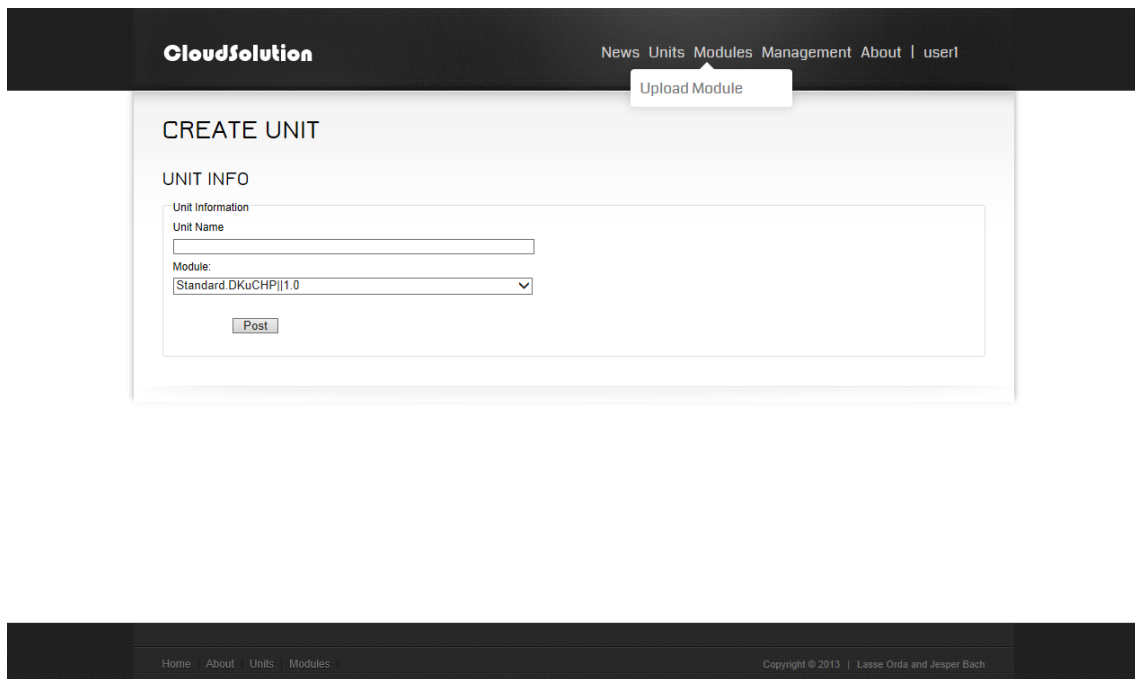 CloudSolution
News Units Modules Management About | user1
Upload Module
CREATE UNIT
UNIT INFO
Unit Information
Unit Name
Module:
Standard.DKuCHP||1.0
Post
Home | About | Units | Modules |
Copyright © 2013 | Lasse Orda and Jesper Bach